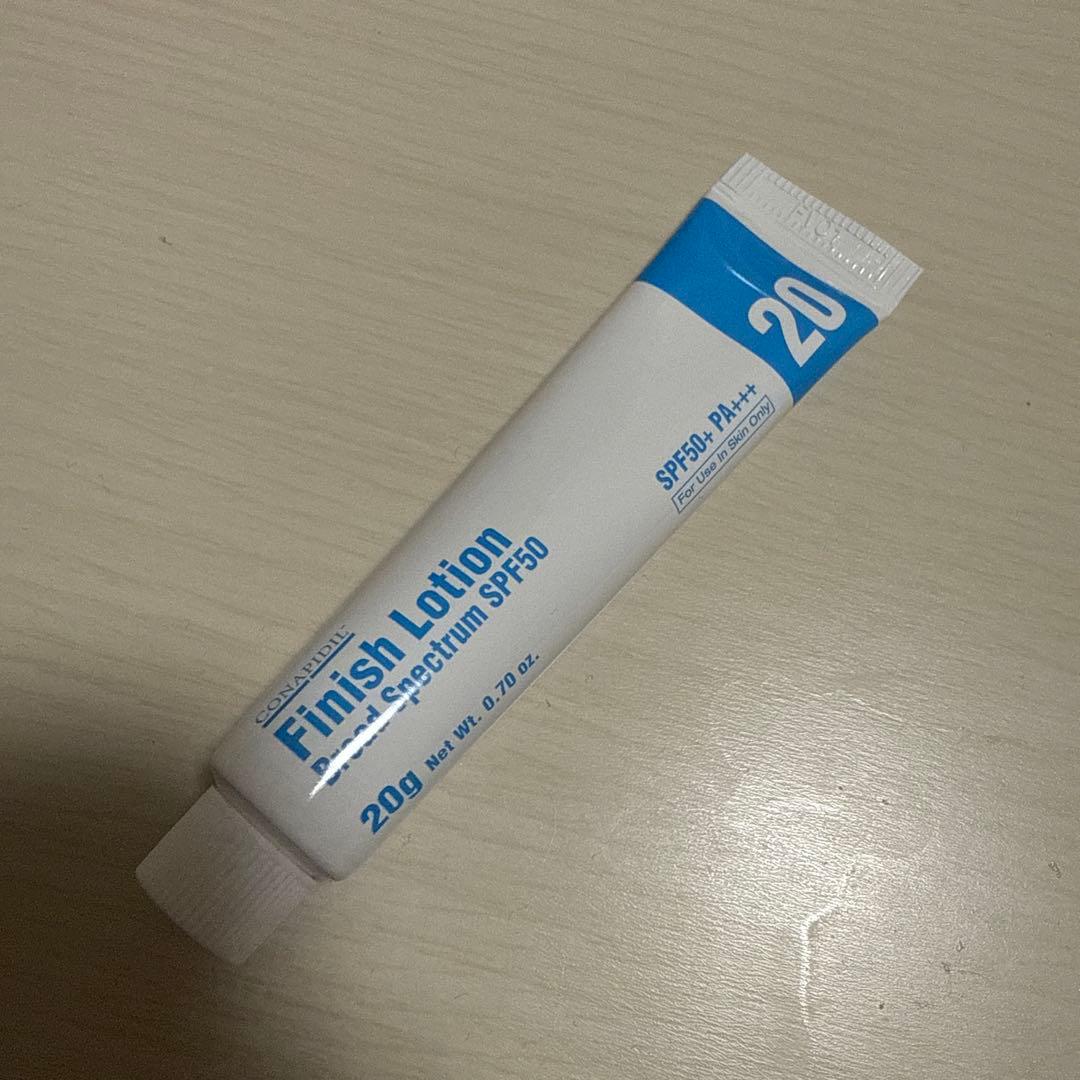 CONAPIDIL™
Finish Lotion
Broad Spectrum SPF50
20g Net Wt. 0.70 oz.
SPF50+ PA+++
For Use In Skin Only
20